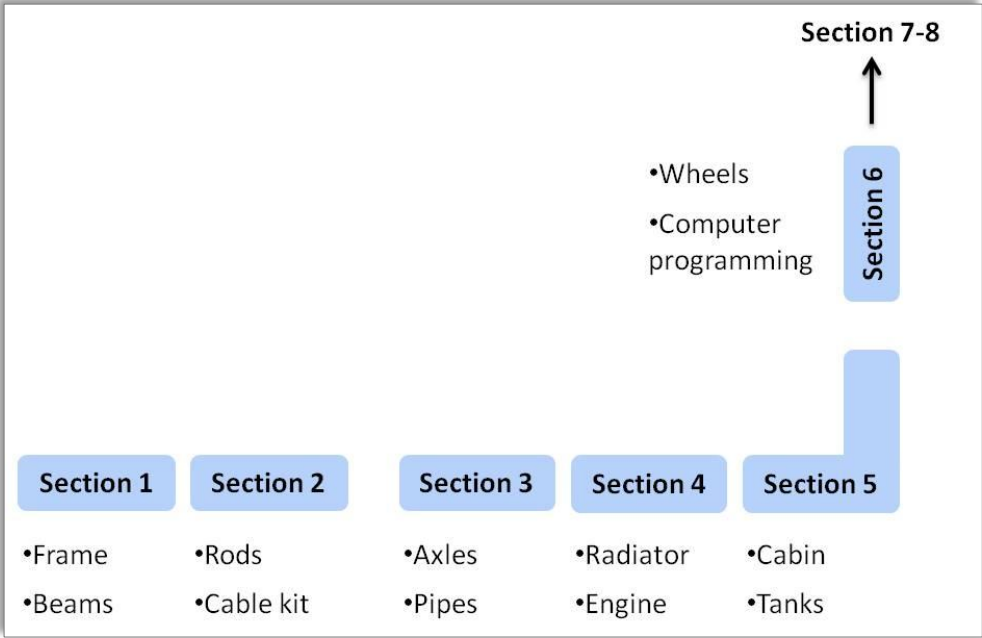 Section 7-8
•Wheels
•Computer
programming
Section 6
Section 1
Section 2
Section 3
Section 4
Section 5
•Frame
•Beams
•Rods
•Cable kit
•Axles
•Pipes
•Radiator
•Engine
•Cabin
•Tanks